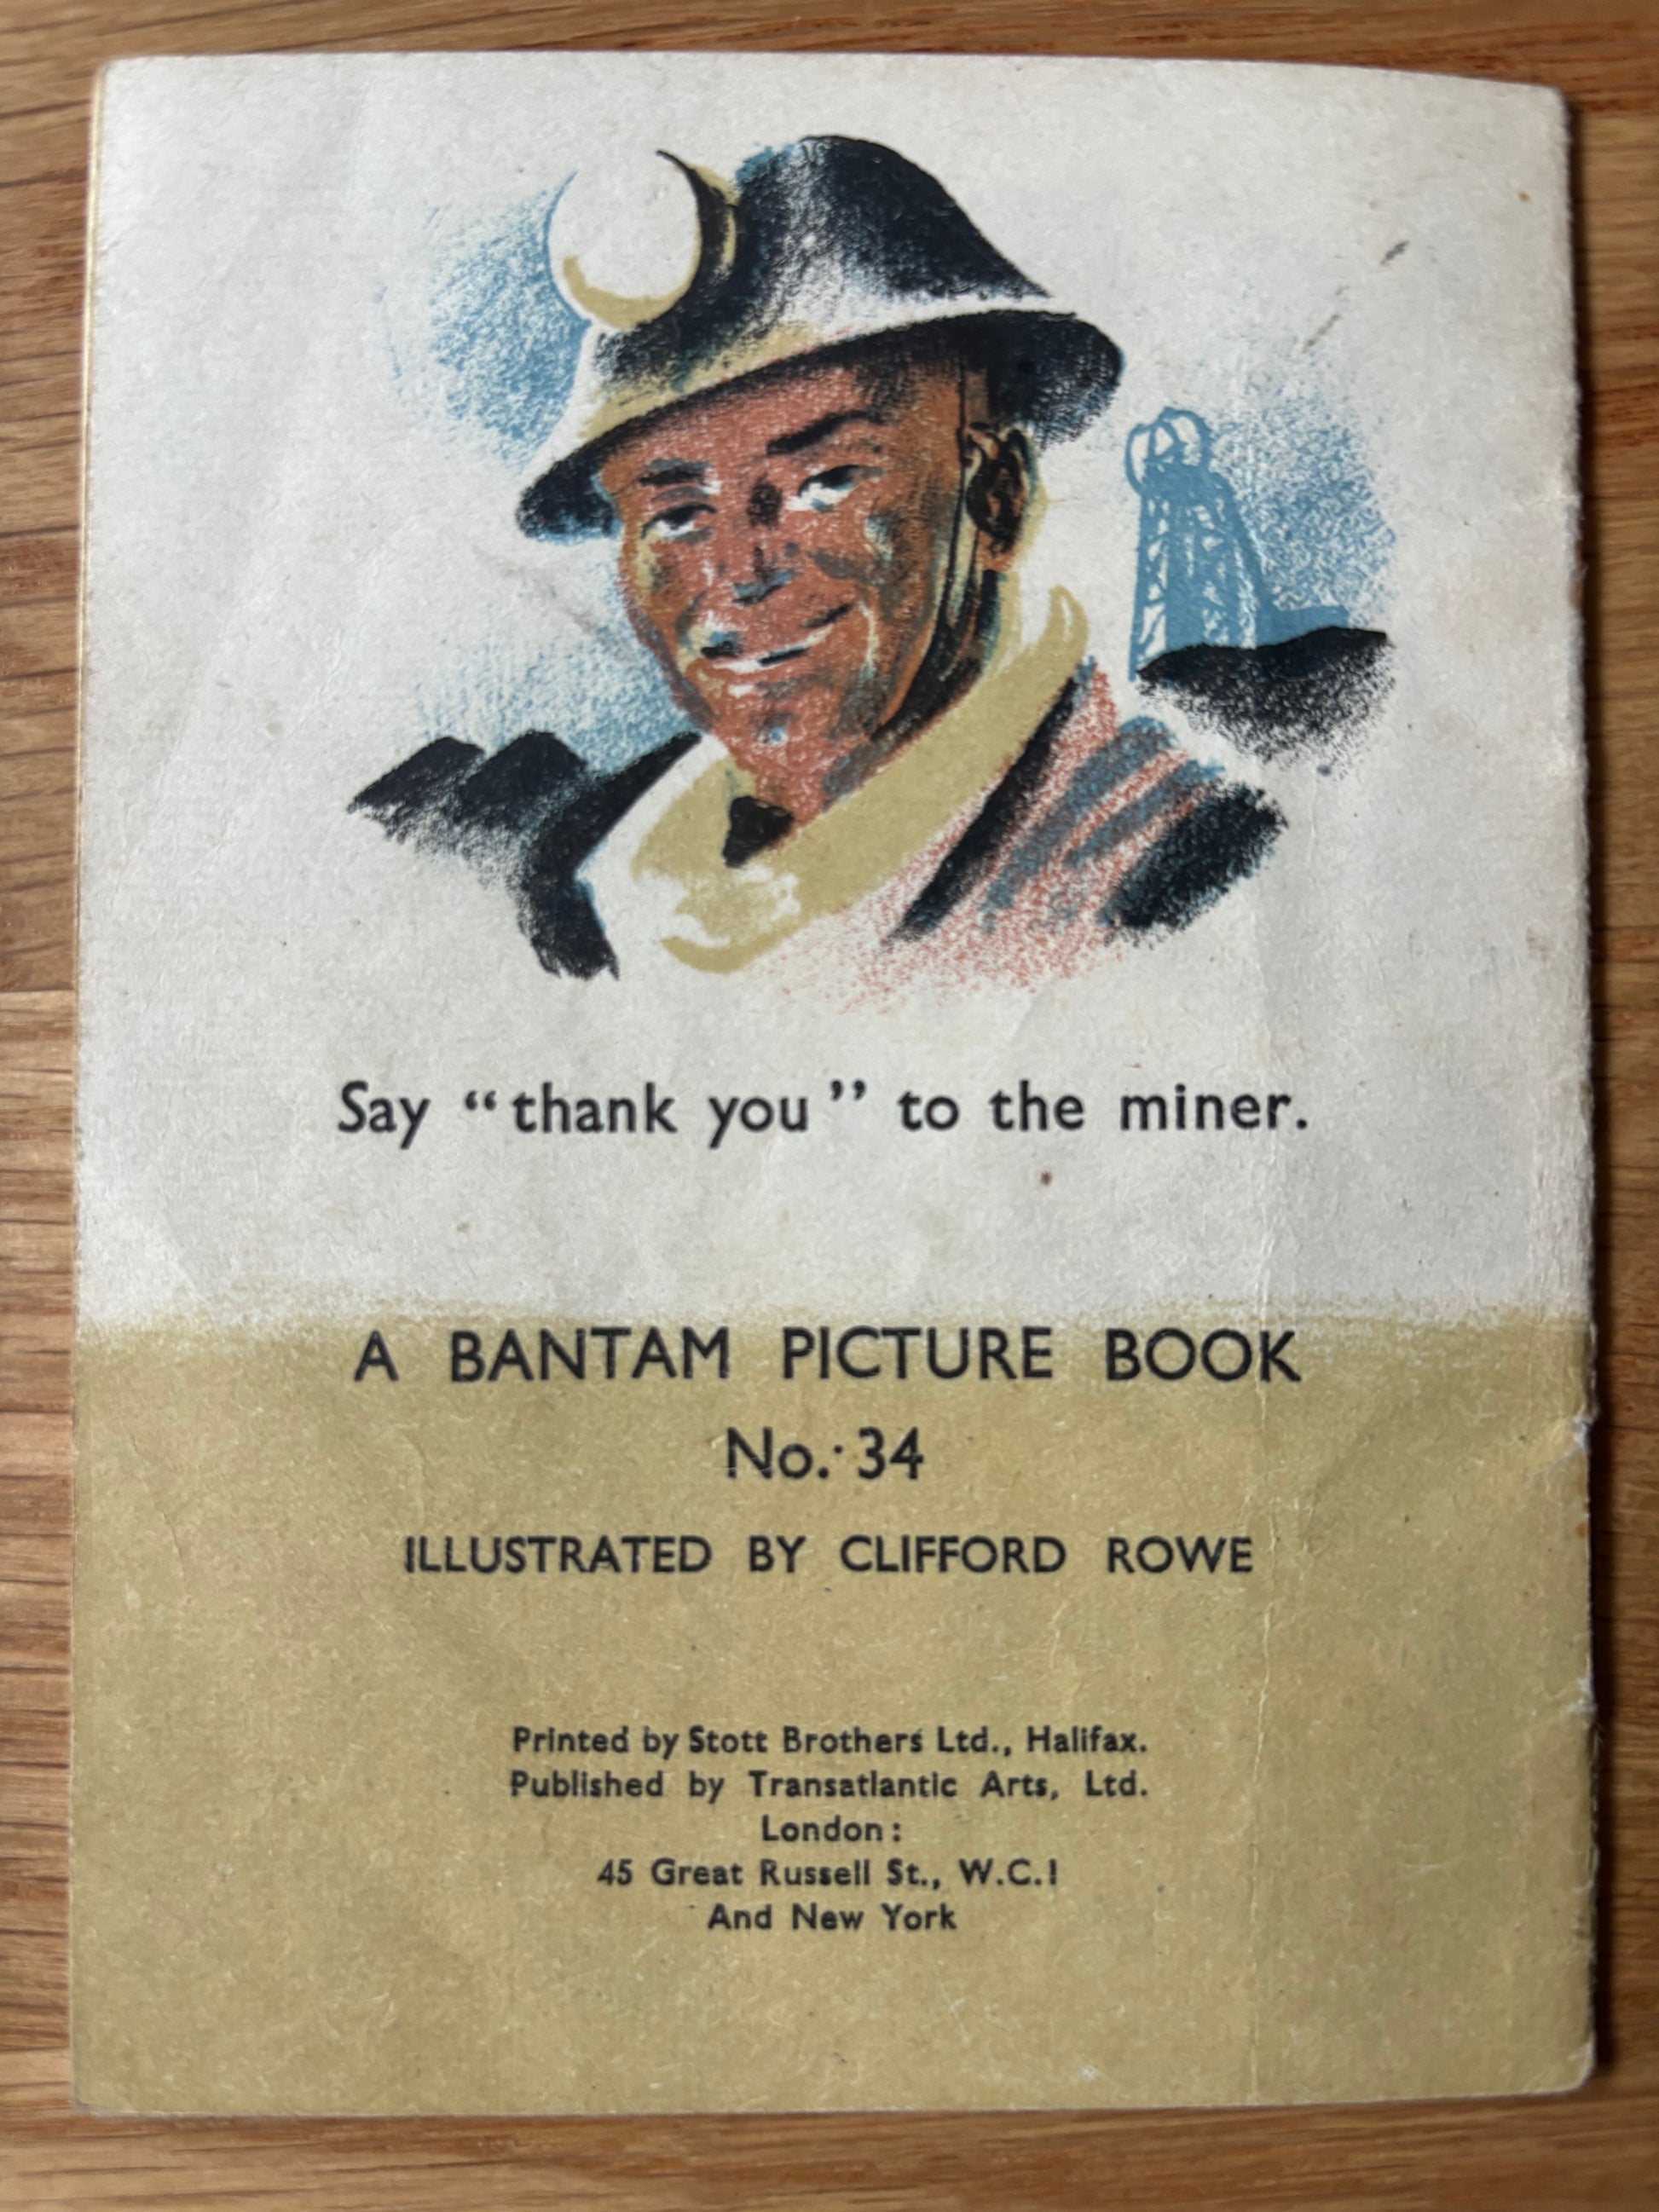 Say “thank you” to the miner.
A BANTAM PICTURE BOOK
No. 34
ILLUSTRATED BY CLIFFORD ROWE
Printed by Stott Brothers Ltd., Halifax.
Published by Transatlantic Arts, Ltd.
London :
45 Great Russell St., W.C.1
And New York